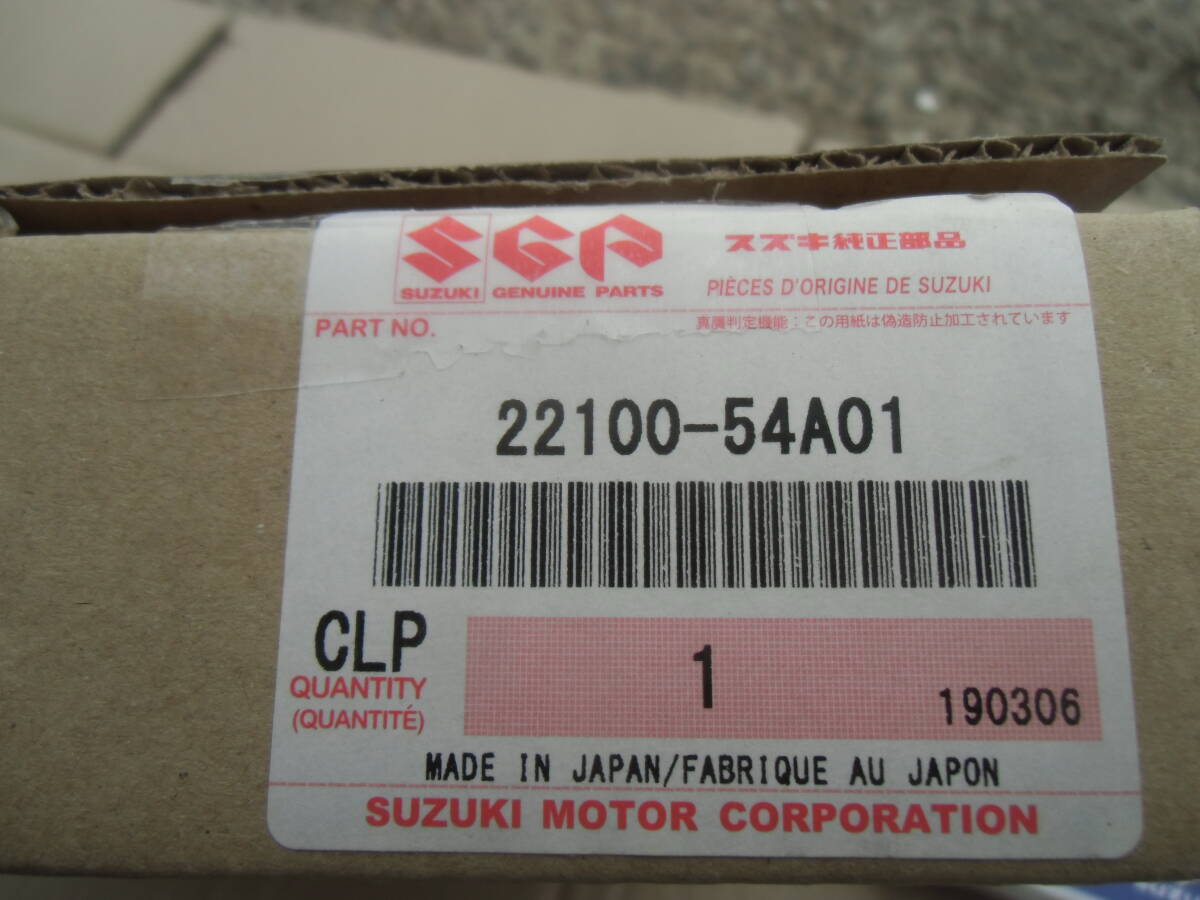 SGP
スズキ純正部品
SUZUKI GENUINE PARTS
PIÈCES D'ORIGINE DE SUZUKI
PART NO.
真贋判定機能：この用紙は偽造防止加工されています
22100-54A01
CLP
1
QUANTITY
(QUANTITÉ)
190306
MADE IN JAPAN/FABRIQUE AU JAPON
SUZUKI MOTOR CORPORATION